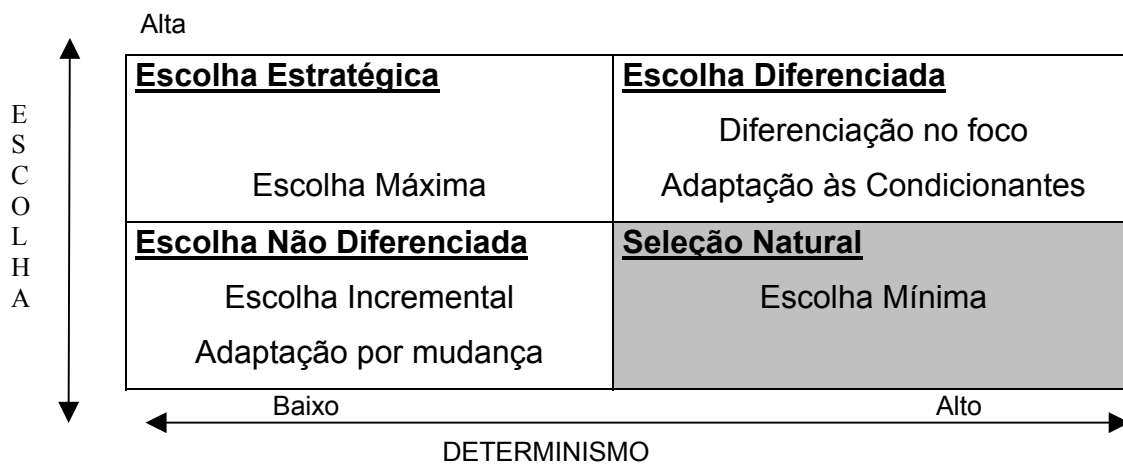 Alta
E
S
C
O
L
H
A
Escolha Estratégica
Escolha Máxima
Escolha Diferenciada
Diferenciação no foco
Adaptação às Condicionantes
Escolha Não Diferenciada
Escolha Incremental
Adaptação por mudança
Seleção Natural
Escolha Mínima
Baixo
Alto
DETERMINISMO